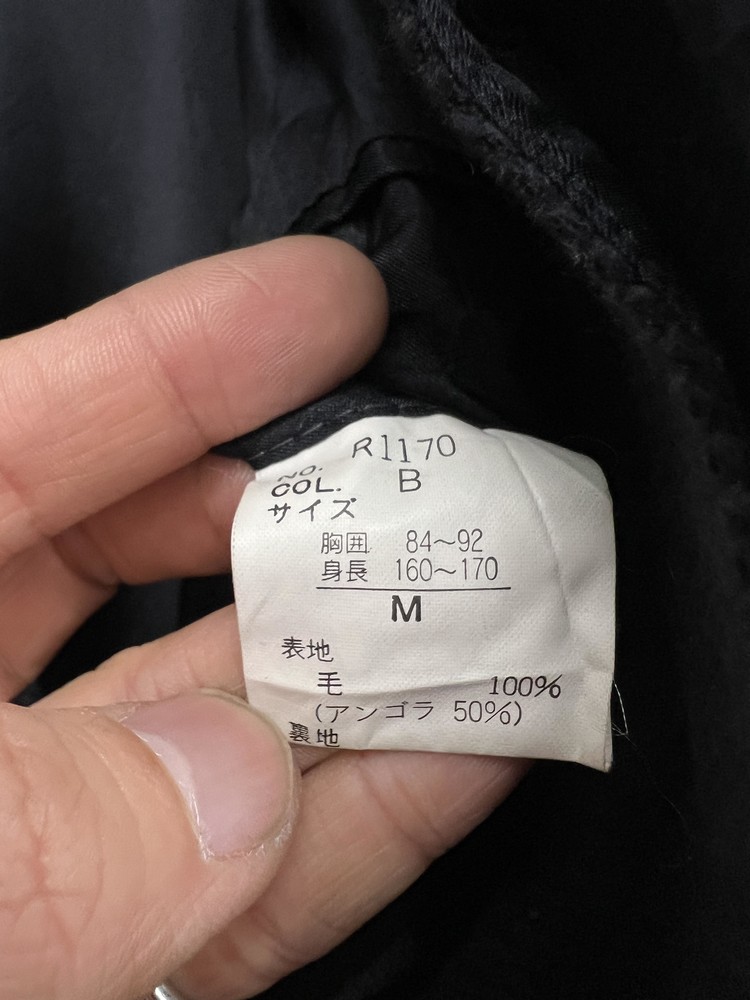 NO. R1170
COL. B
サイズ
胸囲 84~92
身長 160~170
M
表地
毛 100%
(アンゴラ 50%)
裏地